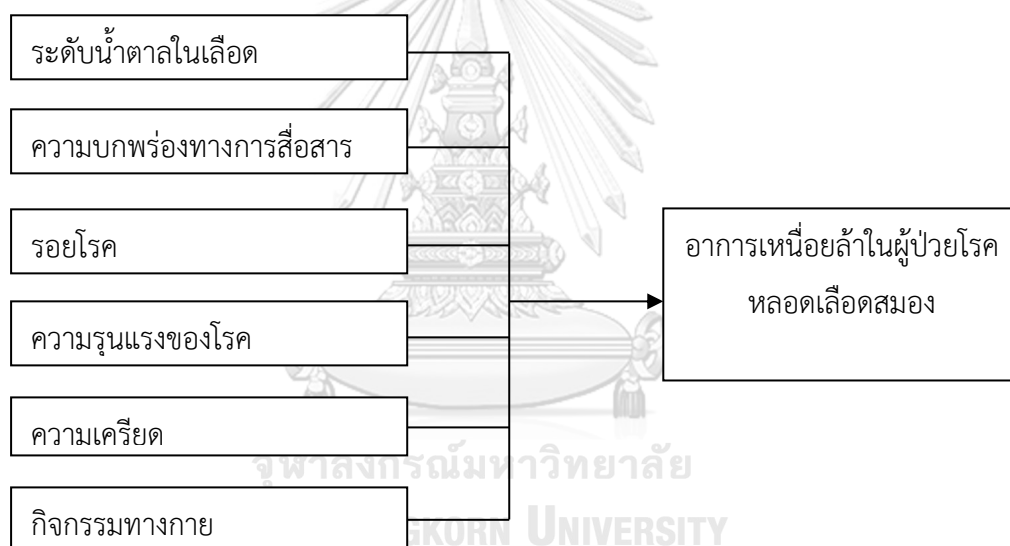 ระดับน้ำตาลในเลือด
ความบกพร่องทางการสื่อสาร
รอยโรค
ความรุนแรงของโรค
ความเครียด
กิจกรรมทางกาย
อาการเหนื่อยล้าในผู้ป่วยโรค
หลอดเลือดสมอง
จุฬาลงกรณ์มหาวิทยาลัย
GKORN UNIVERSITY